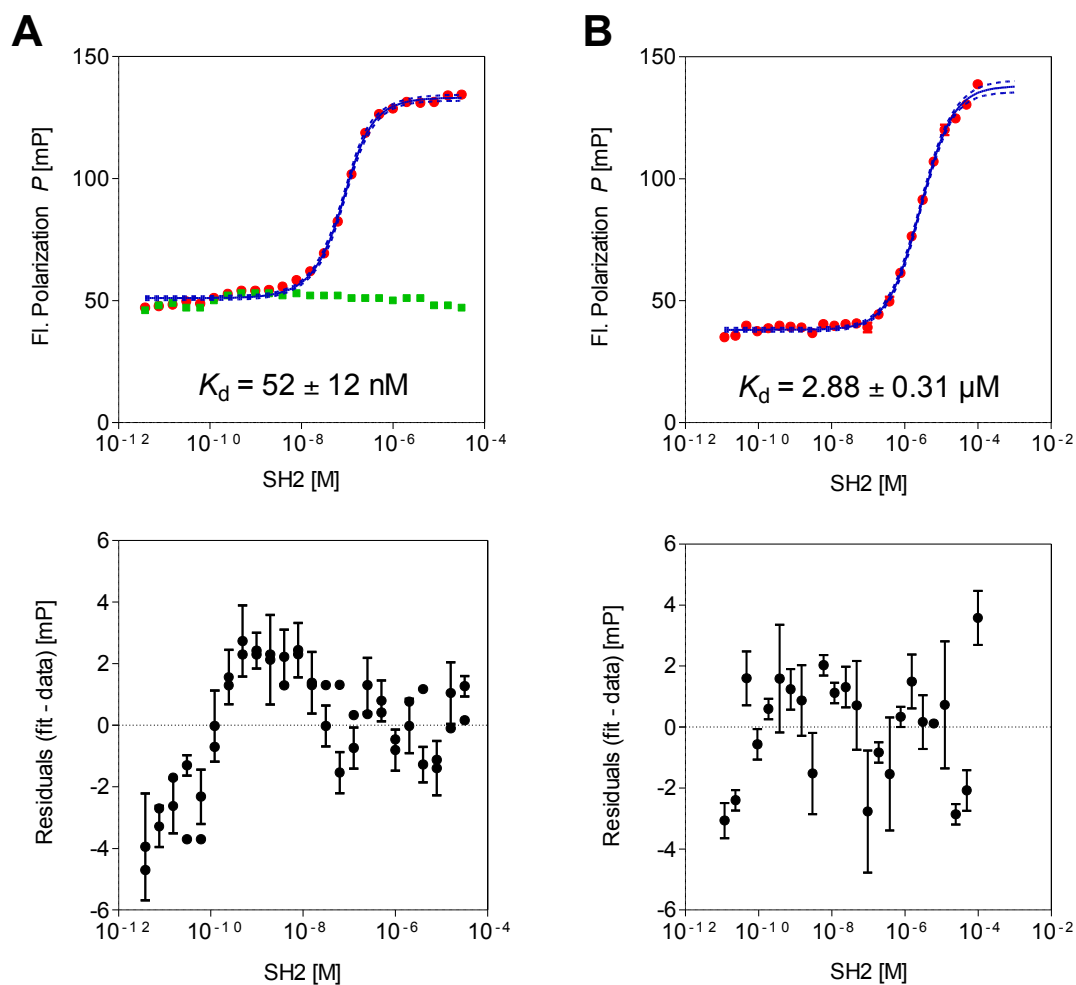 A
150
100
50
0
Fl. Polarization P [mP]
K_d = 52 ± 12 nM
10^-12 10^-10 10^-8 10^-6 10^-4
SH2 [M]
B
150
100
50
0
Fl. Polarization P [mP]
K_d = 2.88 ± 0.31 µM
10^-12 10^-10 10^-8 10^-6 10^-4 10^-2
SH2 [M]
6
4
2
0
-2
-4
-6
Residuals (fit - data) [mP]
10^-12 10^-10 10^-8 10^-6 10^-4
SH2 [M]
6
4
2
0
-2
-4
-6
Residuals (fit - data) [mP]
10^-12 10^-10 10^-8 10^-6 10^-4 10^-2
SH2 [M]